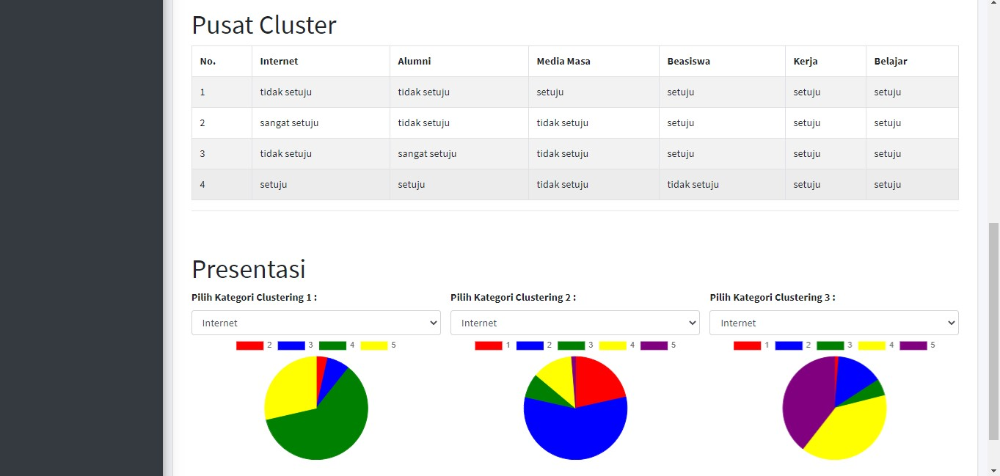 Pusat Cluster
No. Internet Alumni Media Masa Beasiswa Kerja Belajar
1 tidak setuju tidak setuju setuju setuju setuju setuju
2 sangat setuju tidak setuju tidak setuju setuju setuju setuju
3 tidak setuju sangat setuju tidak setuju setuju setuju setuju
4 setuju setuju tidak setuju tidak setuju setuju setuju
Presentasi
Pilih Kategori Clustering 1 : Pilih Kategori Clustering 2 : Pilih Kategori Clustering 3 :
Internet Internet Internet
2 3 4 5 1 2 3 4 5 1 2 3 4 5